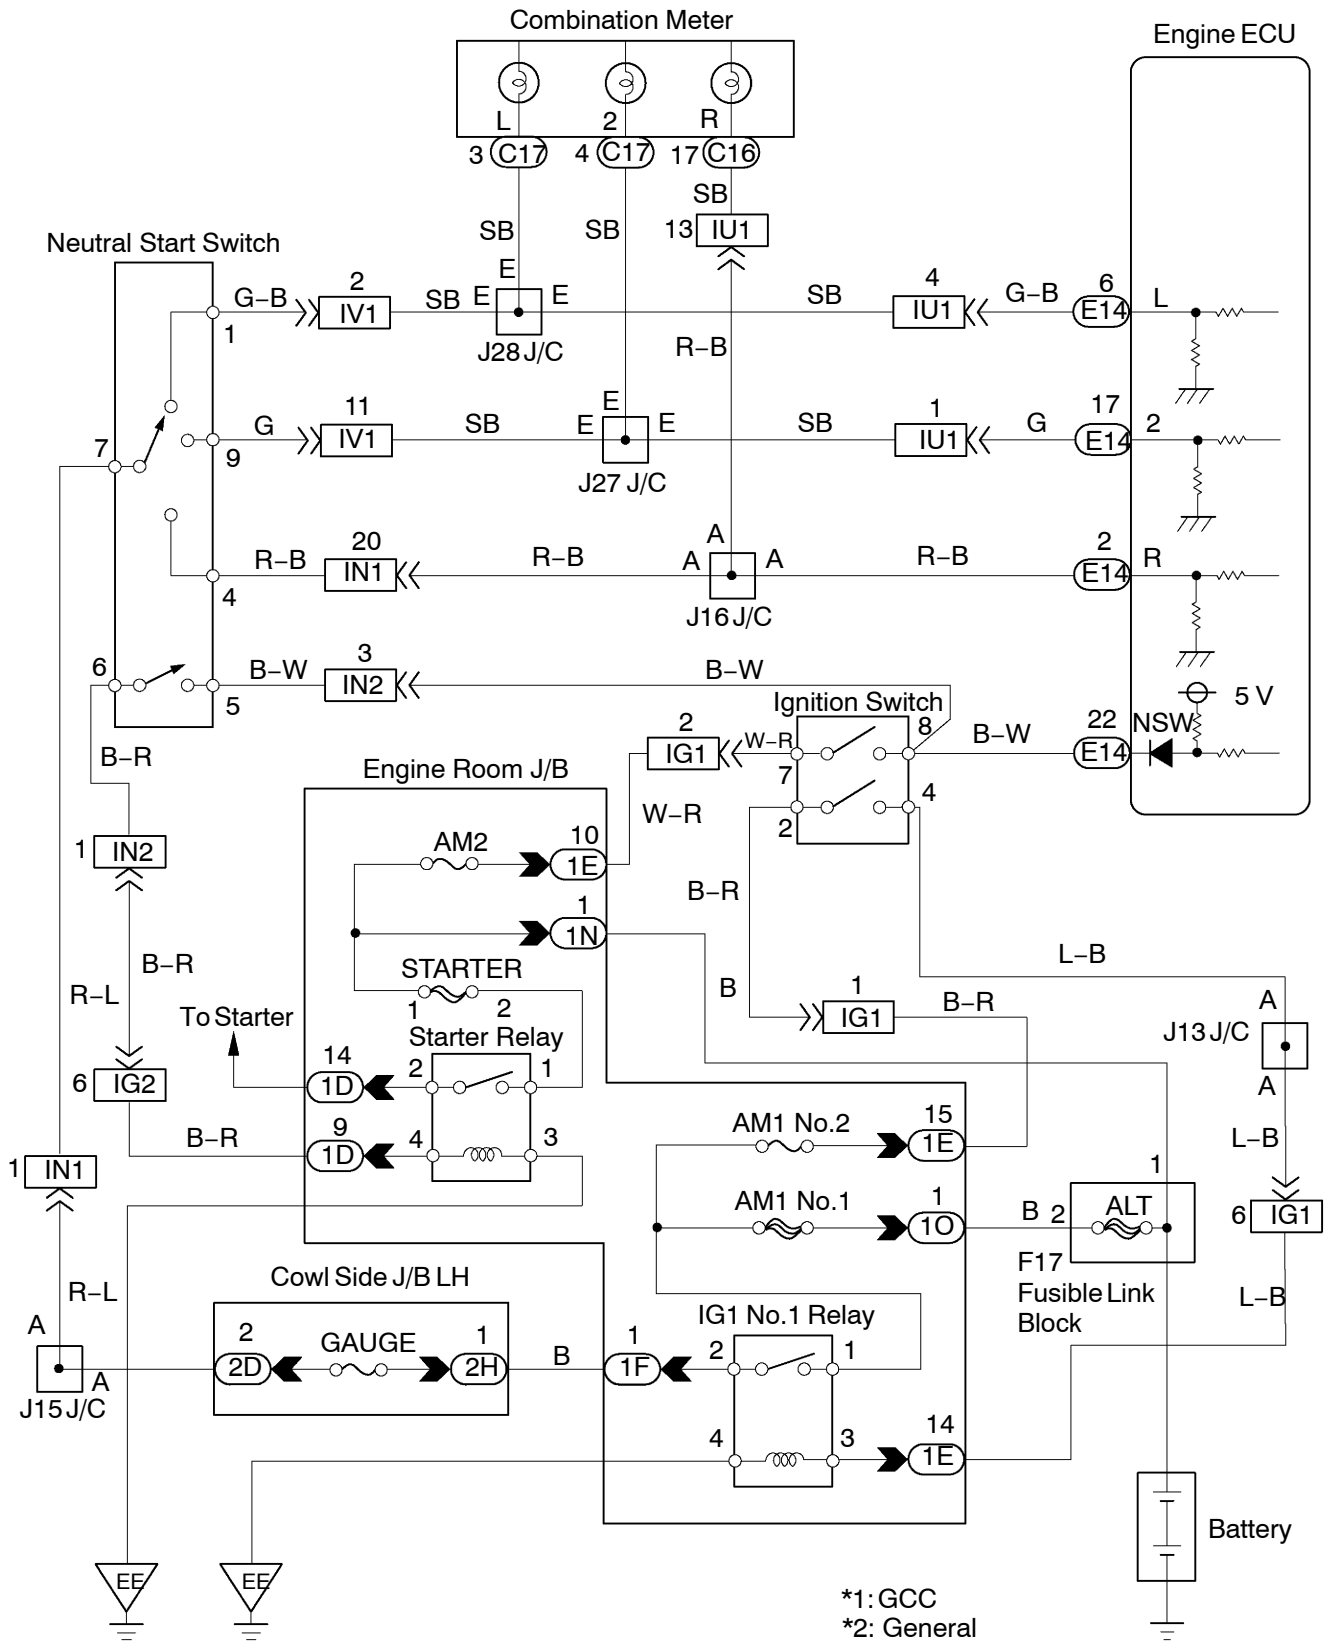 Combination Meter
Engine ECU
L 2 R
3 C17 4 C17 17 C16
SB
SB SB 13 IU1
Neutral Start Switch
E
2 4 6
G–B IV1 SB E E SB IU1 G–B E14 L
1
J28 J/C
R–B
E
11 1 17
7 G IV1 SB E E SB IU1 G E14 2
9
J27 J/C
A
20 2
R–B IN1 R–B A A R–B E14 R
4
J16 J/C
6 3
B–W IN2 B–W
5
5 V
Ignition Switch
2 8 22 NSW
B–R IG1 W–R B–W E14
Engine Room J/B 7
4
W–R 2
AM2 10
1 IN2 1E
B–R
1
1N
B–R STARTER L–B
R–L B 1 A
To Starter 1 2 IG1 B–R
Starter Relay J13 J/C
14 2 1
6 IG2 1D A
AM1 No.2 15
B–R 9 4 3 1E L–B
1D
1 IN1 1
AM1 No.1 1 ALT
1O B 2 6 IG1
F17
R–L Cowl Side J/B LH Fusible Link
Block L–B
IG1 No.1 Relay
A 2 GAUGE 1 1 2 1
2D 2H B 1F
A
J15 J/C
4 3 14
1E
Battery
EE EE
*1: GCC
*2: General